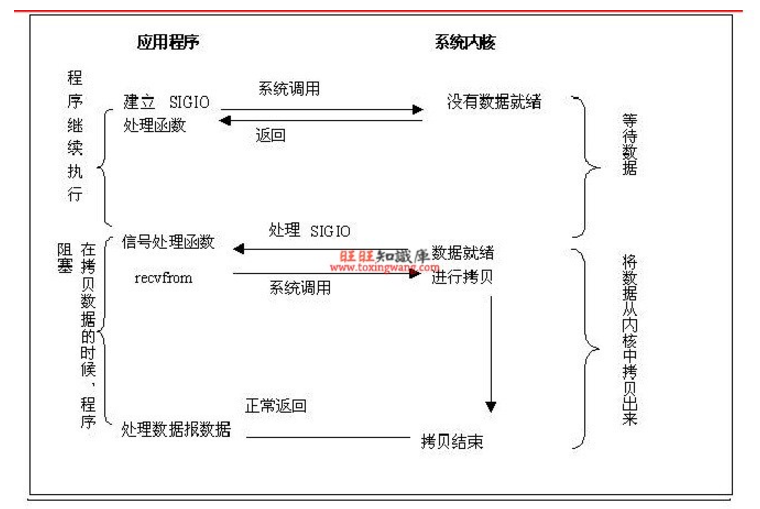 应用程序
系统内核
程序继续执行
建立 SIGIO
处理函数
系统调用
返回
没有数据就绪
等待数据
在拷贝数据的时候、程序
阻塞
信号处理函数
处理 SIGIO
旺旺知識庫
www.toxingwang.com
数据就绪
recvfrom
系统调用
进行拷贝
将数据从内核中拷贝出来
正常返回
处理数据报数据
拷贝结束